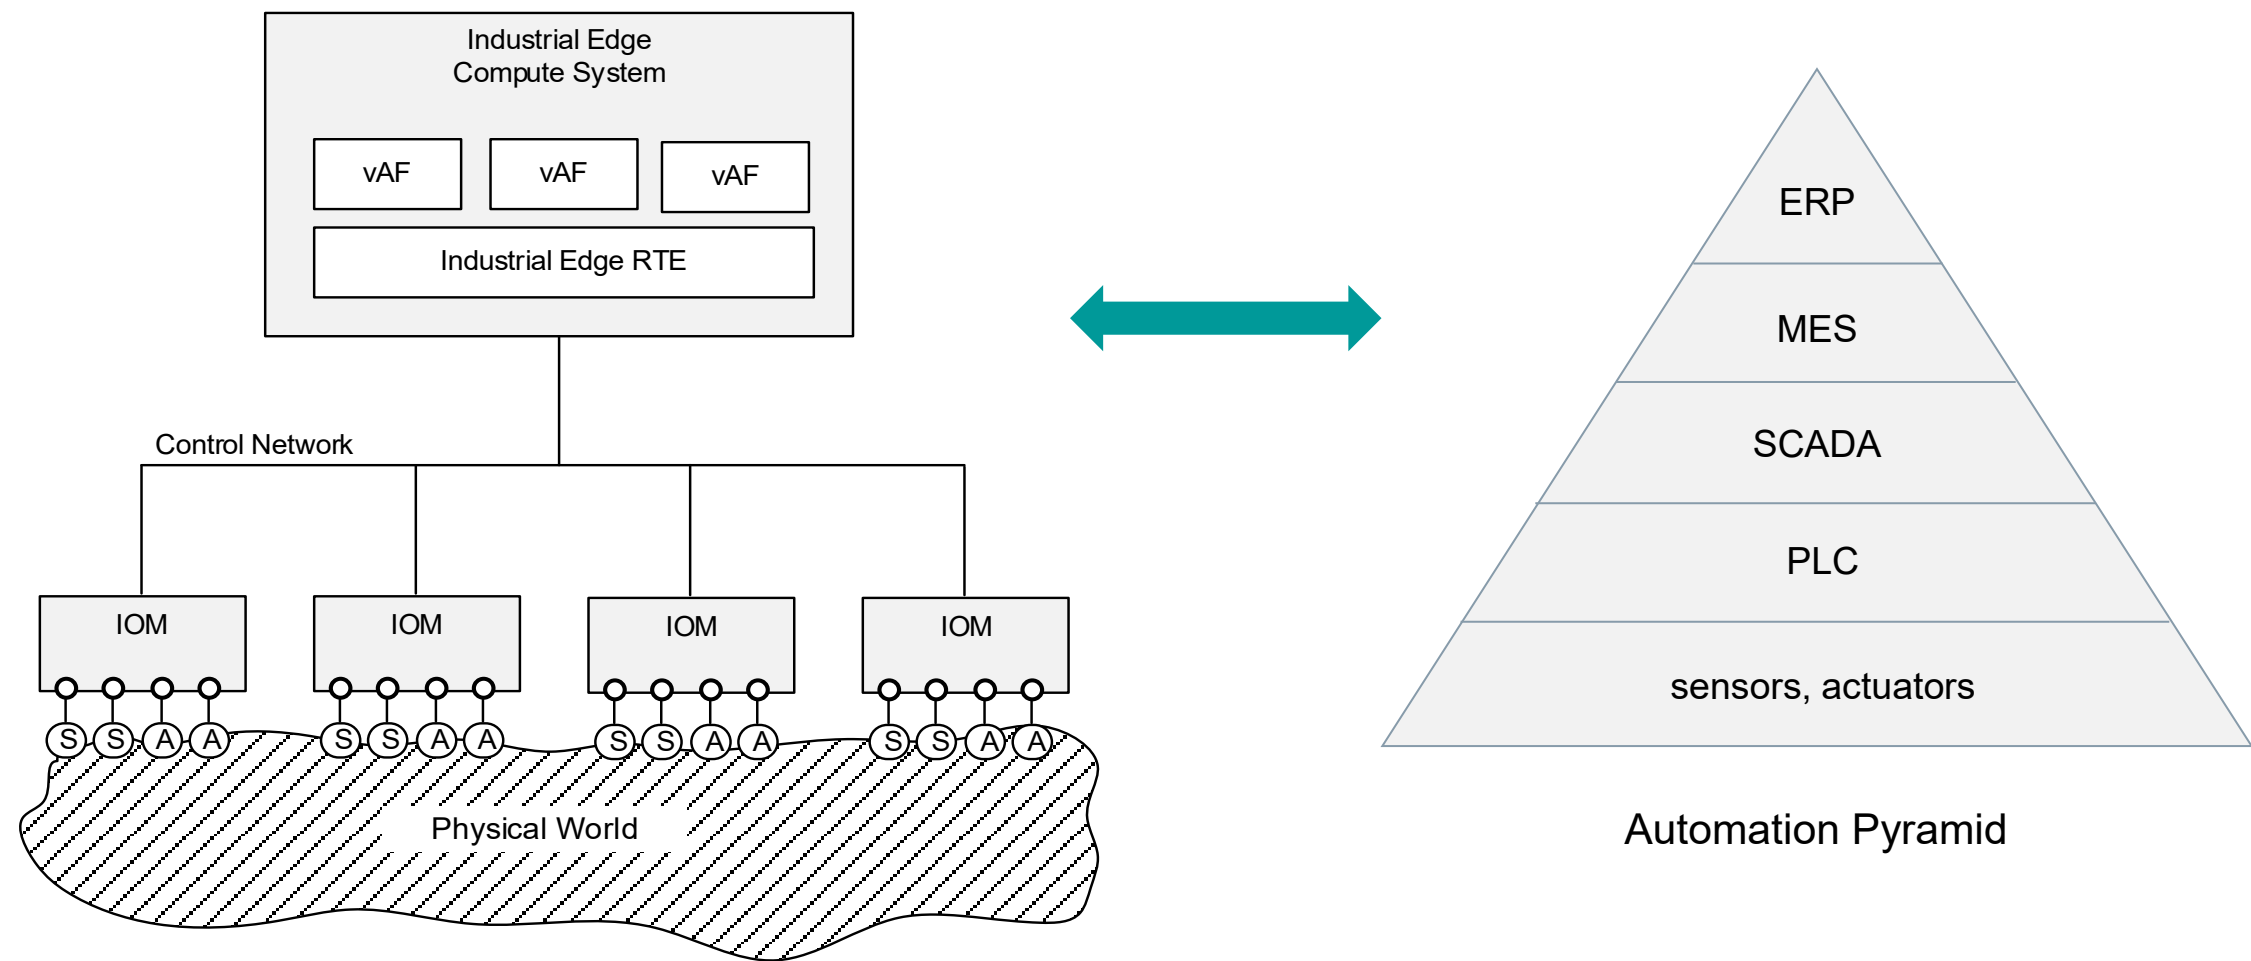 Industrial Edge
Compute System
vAF
vAF
vAF
Industrial Edge RTE
Control Network
IOM
IOM
IOM
IOM
S S A A
S S A A
S S A A
S S A A
Physical World
ERP
MES
SCADA
PLC
sensors, actuators
Automation Pyramid